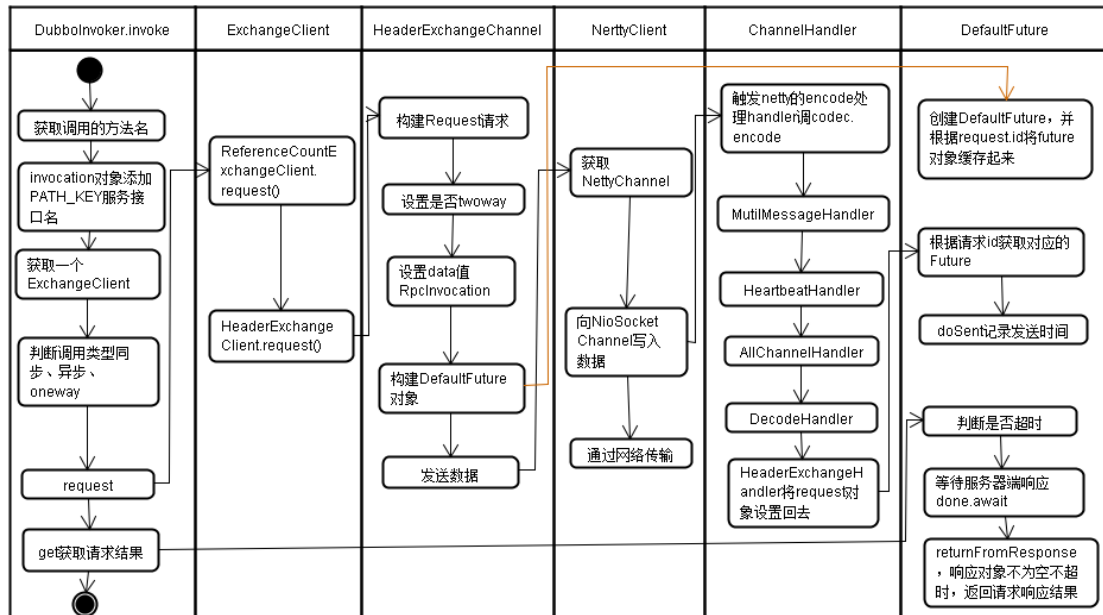 DubboInvoker.invoke
ExchangeClient
HeaderExchangeChannel
NerttyClient
ChannelHandler
DefaultFuture
获取调用的方法名
invocation对象添加
PATH_KEY服务接
口名
获取一个
ExchangeClient
判断调用类型同
步、异步、
oneway
request
get获取请求结果
ReferenceCountE
xchangeClient.
request()
HeaderExchange
Client.request()
构建Request请求
设置是否twoway
设置data值
RpcInvocation
构建DefaultFuture
对象
发送数据
获取
NettyChannel
向NioSocket
Channel写入
数据
通过网络传输
触发netty的encode处
理handler调codec.
encode
MutilMessageHandler
HeartbeatHandler
AllChannelHandler
DecodeHandler
HeaderExchangeH
andler将request对
象设置回去
创建DefaultFuture，并
根据request.id将future
对象缓存起来
根据请求id获取对应的
Future
doSent记录发送时间
判断是否超时
等待服务器端响应
done.await
returnFromResponse
，响应对象不为空不超
时，返回请求响应结果